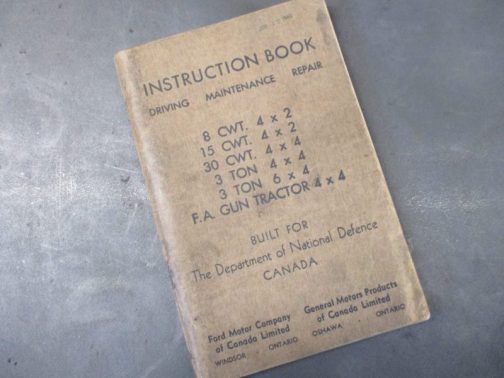 INSTRUCTION BOOK
DRIVING MAINTENANCE REPAIR
8 CWT. 4 x 2
15 CWT. 4 x 2
30 CWT. 4 x 4
3 TON 4 x 4
3 TON 6 x 4
F.A. GUN TRACTOR 4 x 4
BUILT FOR
The Department of National Defence
CANADA
Ford Motor Company General Motors Products
of Canada Limited of Canada Limited
WINDSOR · ONTARIO OSHAWA · ONTARIO